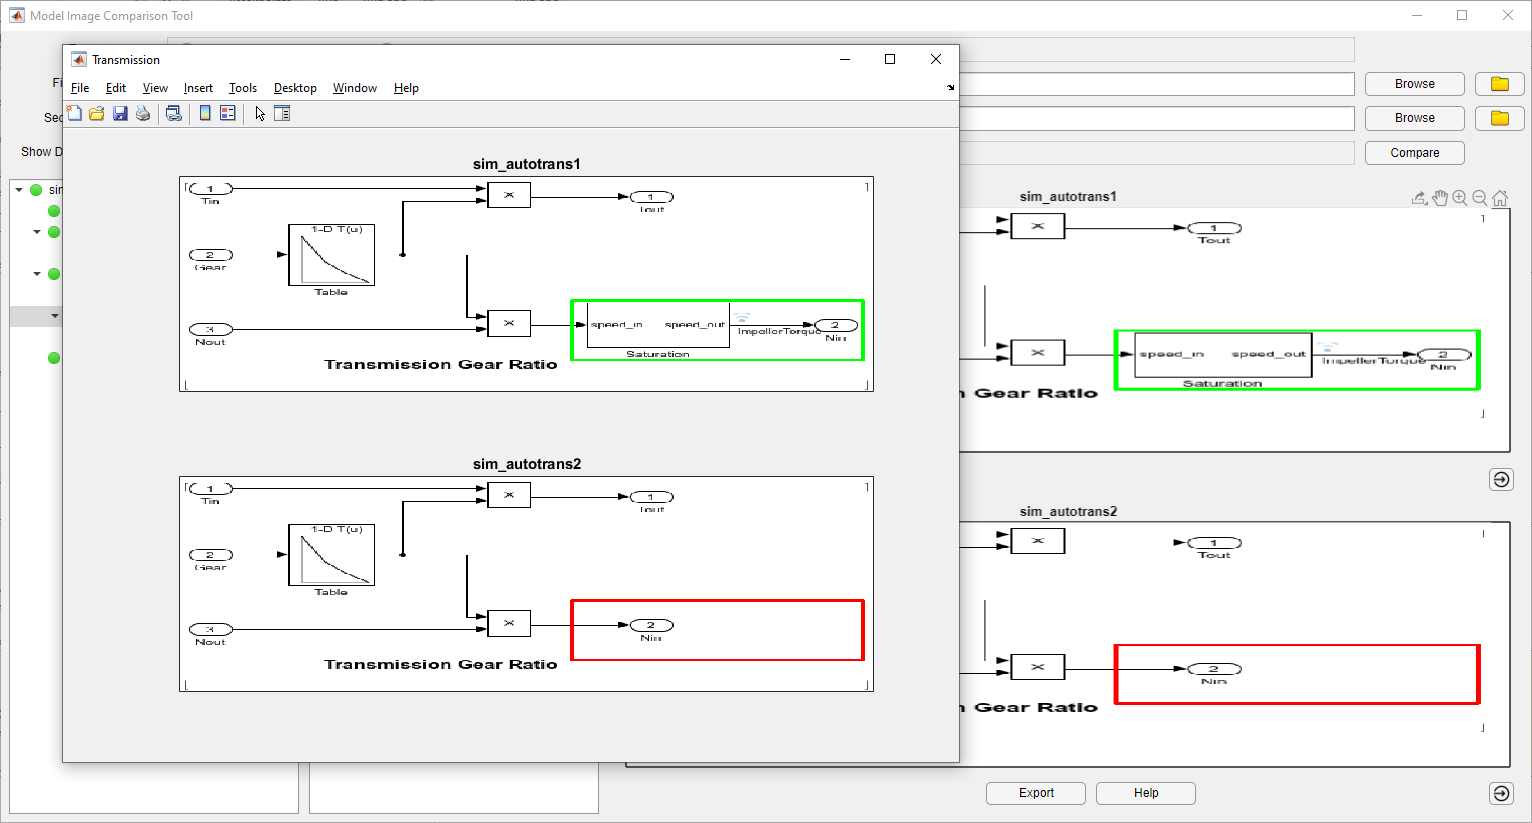 Model Image Comparison Tool
Transmission
File Edit View Insert Tools Desktop Window Help
Browse
Browse
Show
Compare
sim_autotrans1
1
Tin
2
Gear
3
Nout
1-D T(u)
Table
×
×
1
Tout
speed_in speed_out
Saturation
ImpellerTorque
2
Nin
Transmission Gear Ratio
sim_autotrans2
1
Tin
2
Gear
3
Nout
1-D T(u)
Table
×
×
1
Tout
2
Nin
Transmission Gear Ratio
sim_autotrans1
×
1
Tout
×
speed_in speed_out
Saturation
ImpellerTorque
2
Nin
Gear Ratio
sim_autotrans2
×
1
Tout
×
2
Nin
Gear Ratio
Export Help